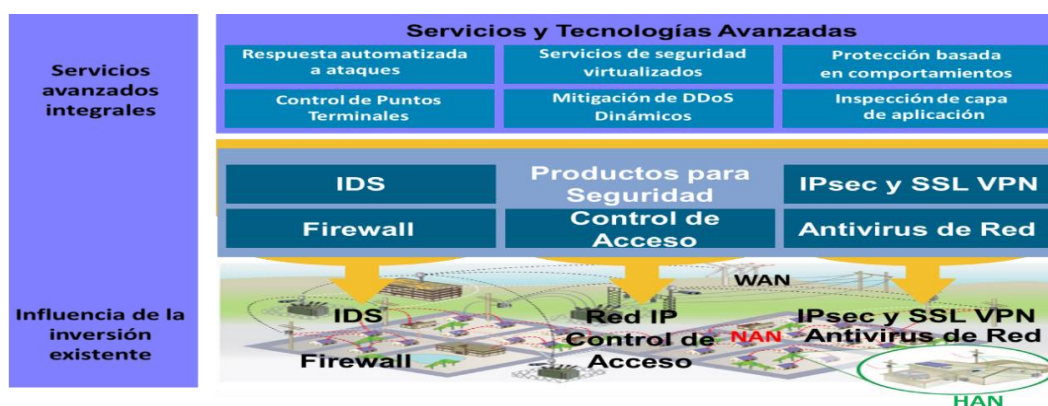 Servicios y Tecnologías Avanzadas
Servicios
avanzados
integrales
Respuesta automatizada
a ataques
Servicios de seguridad
virtualizados
Protección basada
en comportamientos
Control de Puntos
Terminales
Mitigación de DDoS
Dinámicos
Inspección de capa
de aplicación
IDS
Productos para
Seguridad
IPsec y SSL VPN
Firewall
Control de
Acceso
Antivirus de Red
Influencia de la
inversión
existente
WAN
IDS
Red IP
IPsec y SSL VPN
Firewall
Control de
Acceso
NAN
Antivirus de Red
HAN